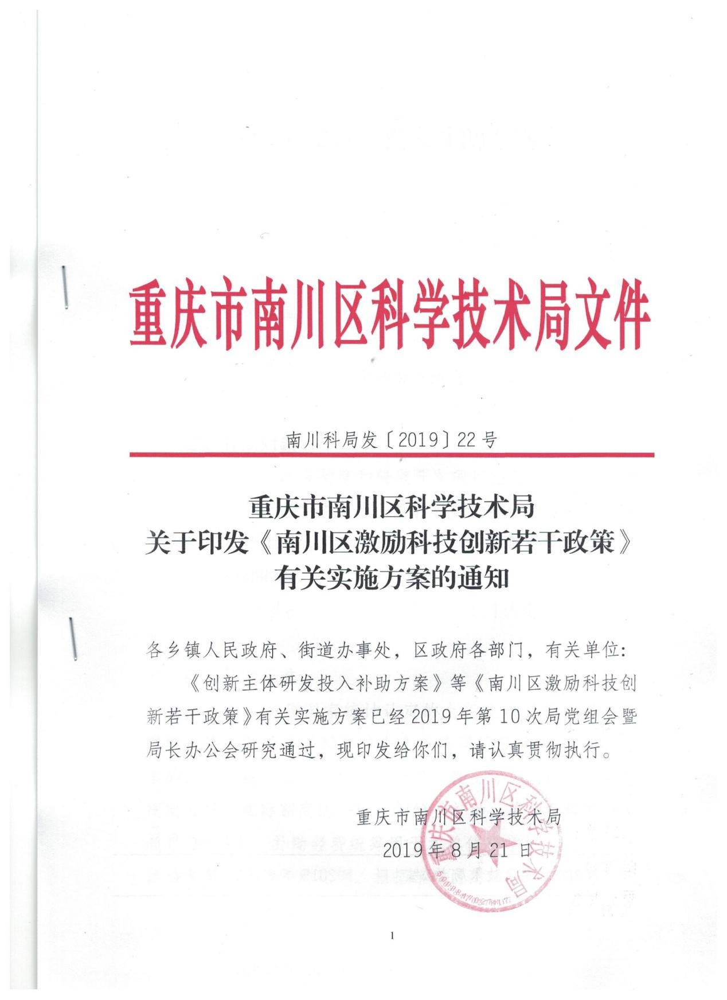 重庆市南川区科学技术局文件
南川科局发〔2019〕22号
重庆市南川区科学技术局
关于印发《南川区激励科技创新若干政策》
有关实施方案的通知
各乡镇人民政府、街道办事处，区政府各部门，有关单位：
《创新主体研发投入补助方案》等《南川区激励科技创
新若干政策》有关实施方案已经2019年第10次局党组会暨
局长办公会研究通过，现印发给你们，请认真贯彻执行。
重庆市南川区科学技术局
2019年8月21日
重庆市南川区科学技术局
1